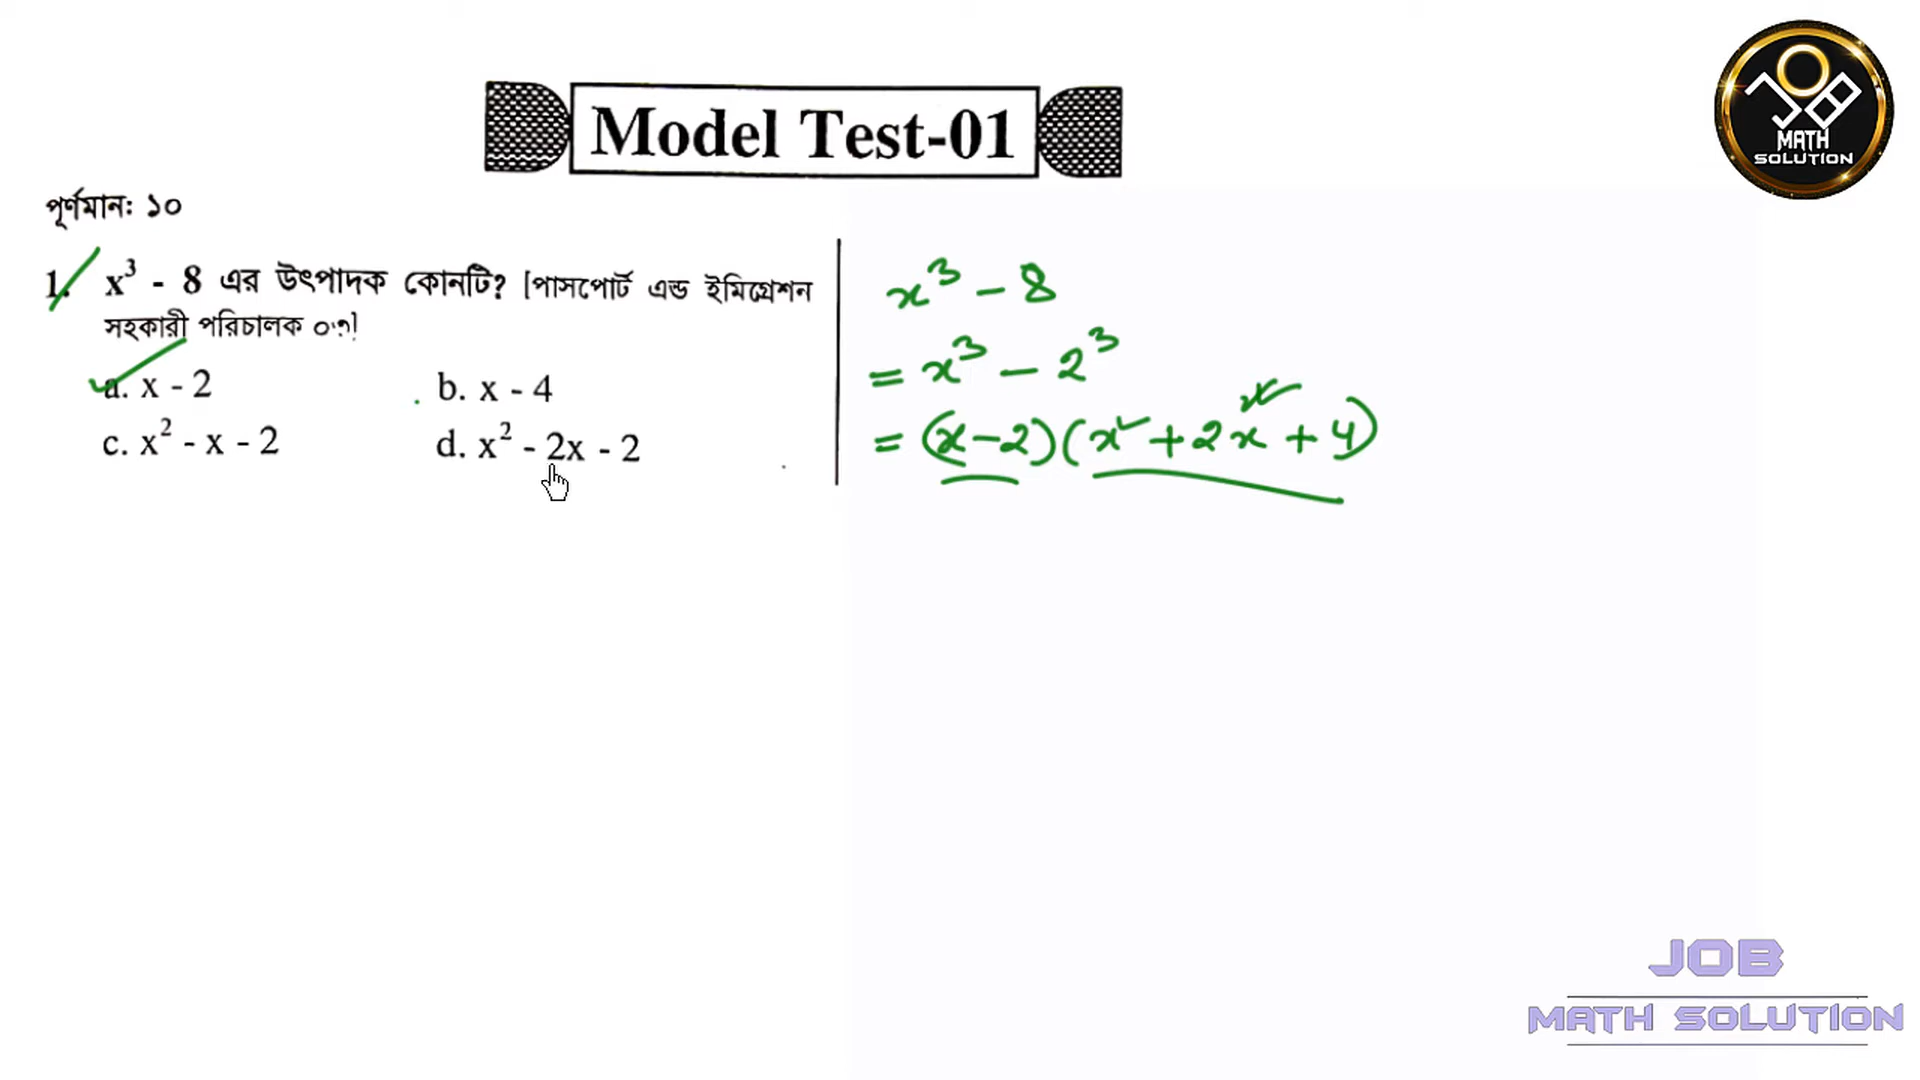 Model Test-01
JOB
MATH
SOLUTION
পূর্ণমান: ১০
1. x³ - 8 এর উৎপাদক কোনটি? [পাসপোর্ট এন্ড ইমিগ্রেশন
সহকারী পরিচালক
a. x - 2
b. x - 4
c. x² - x - 2
d. x² - 2x - 2
x³ - 8
= x³ - 2³
= (x-2)(x² + 2x + 4)
JOB
MATH SOLUTION